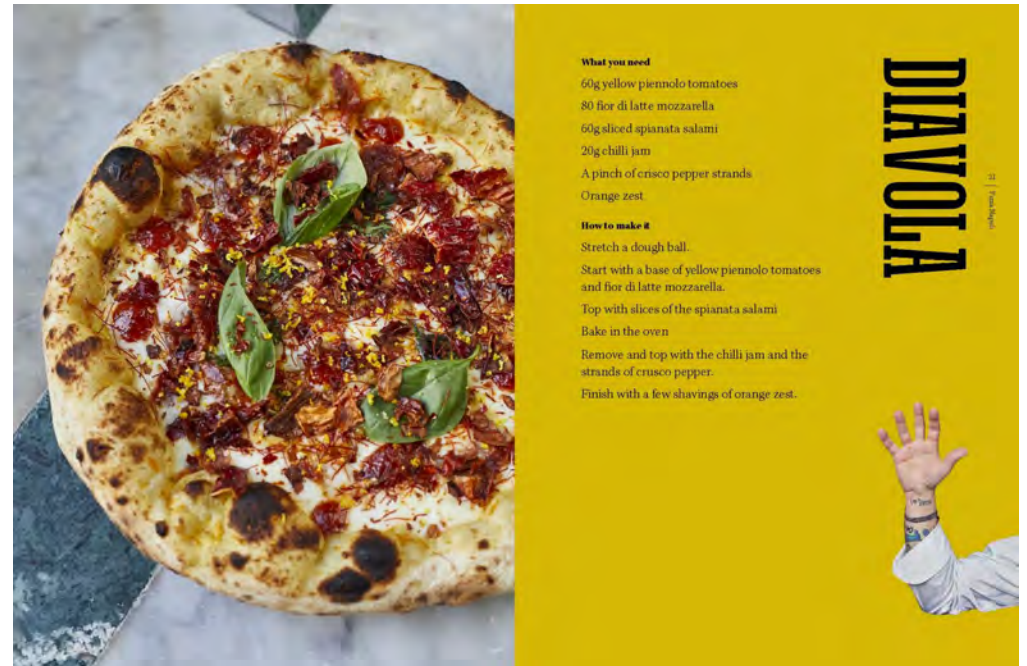 What you need
60g yellow piennolo tomatoes
80 fior di latte mozzarella
60g sliced spianata salami
20g chilli jam
A pinch of crisco pepper strands
Orange zest
How to make it
Stretch a dough ball.
Start with a base of yellow piennolo tomatoes
and fior di latte mozzarella.
Top with slices of the spianata salami
Bake in the oven
Remove and top with the chilli jam and the
strands of crusco pepper.
Finish with a few shavings of orange zest.
DIAVOLA